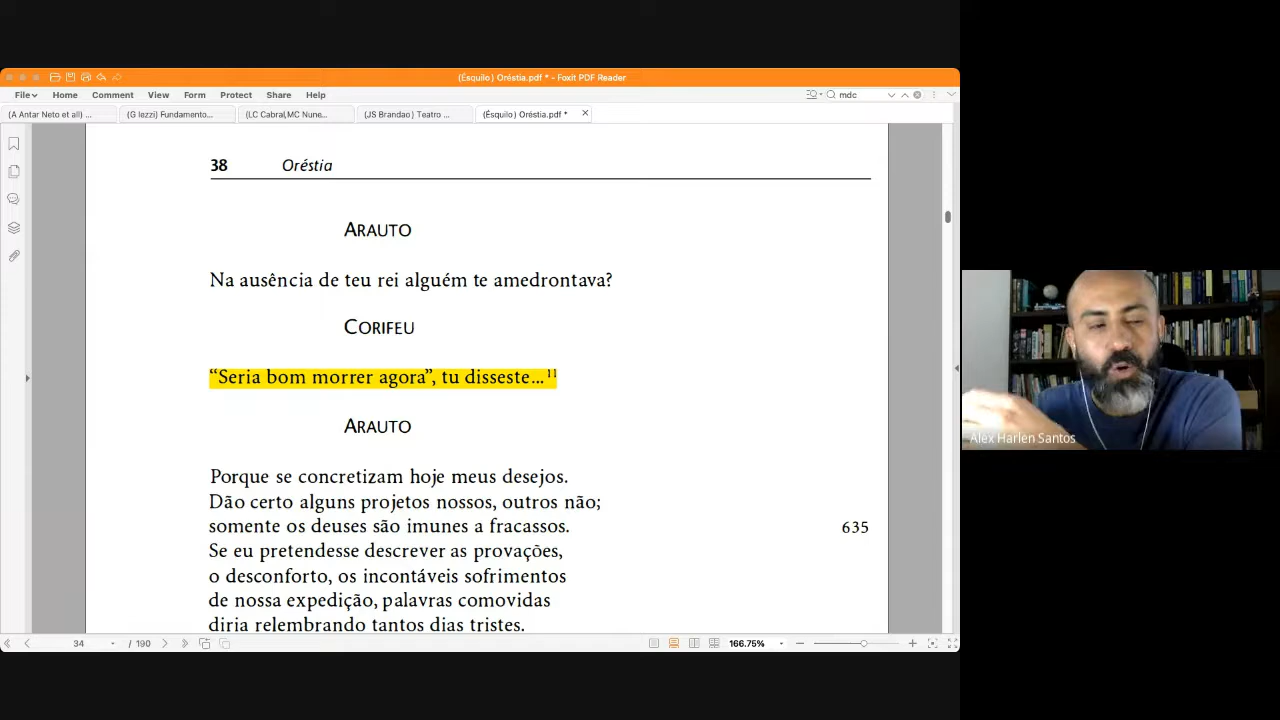 (Ésquilo) Oréstia.pdf * - Foxit PDF Reader
File Home Comment View Form Protect Share Help
mdc
(A Antar Neto et all) ... (G Iezzi) Fundamento... (LC Cabral,MC Nune... (JS Brandao) Teatro ... (Ésquilo) Oréstia.pdf *
38 Oréstia
ARAUTO
Na ausência de teu rei alguém te amedrontava?
CORIFEU
“Seria bom morrer agora”, tu disseste...11
ARAUTO
Porque se concretizam hoje meus desejos.
Dão certo alguns projetos nossos, outros não;
somente os deuses são imunes a fracassos. 635
Se eu pretendesse descrever as provações,
o desconforto, os incontáveis sofrimentos
de nossa expedição, palavras comovidas
diria relembrando tantos dias tristes.
34 / 190
166.75%
Alex Harlen Santos